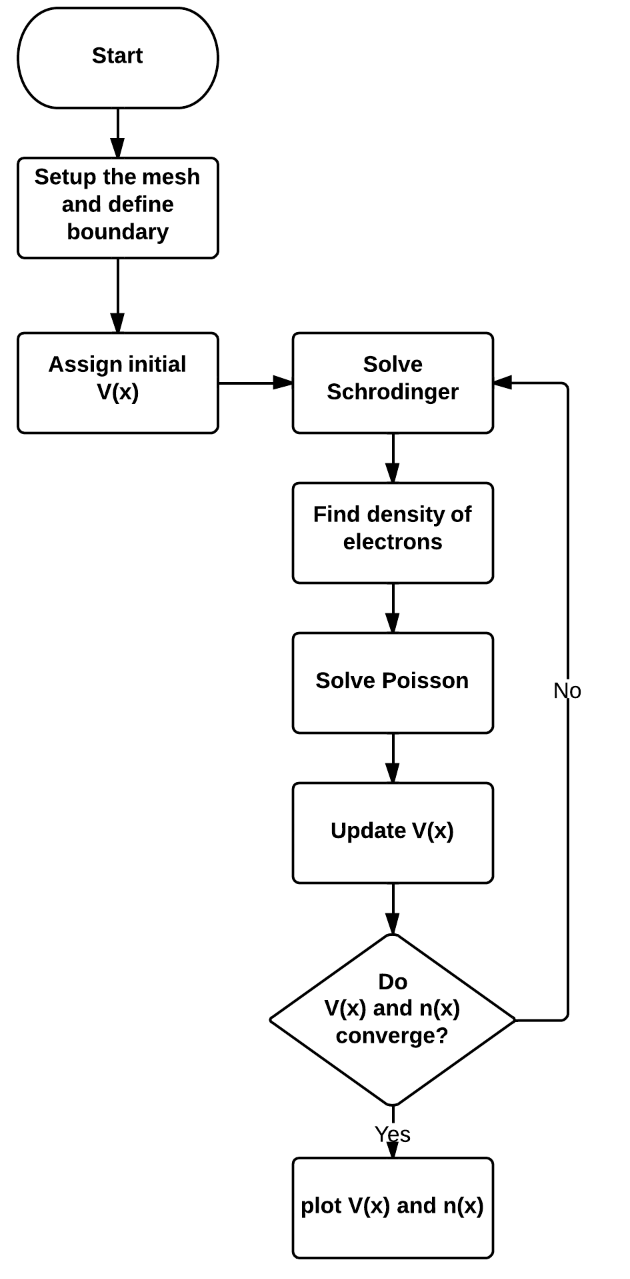 Start
Setup the mesh
and define
boundary
Assign initial
V(x)
Solve
Schrodinger
Find density of
electrons
Solve Poisson
No
Update V(x)
Do
V(x) and n(x)
converge?
Yes
plot V(x) and n(x)